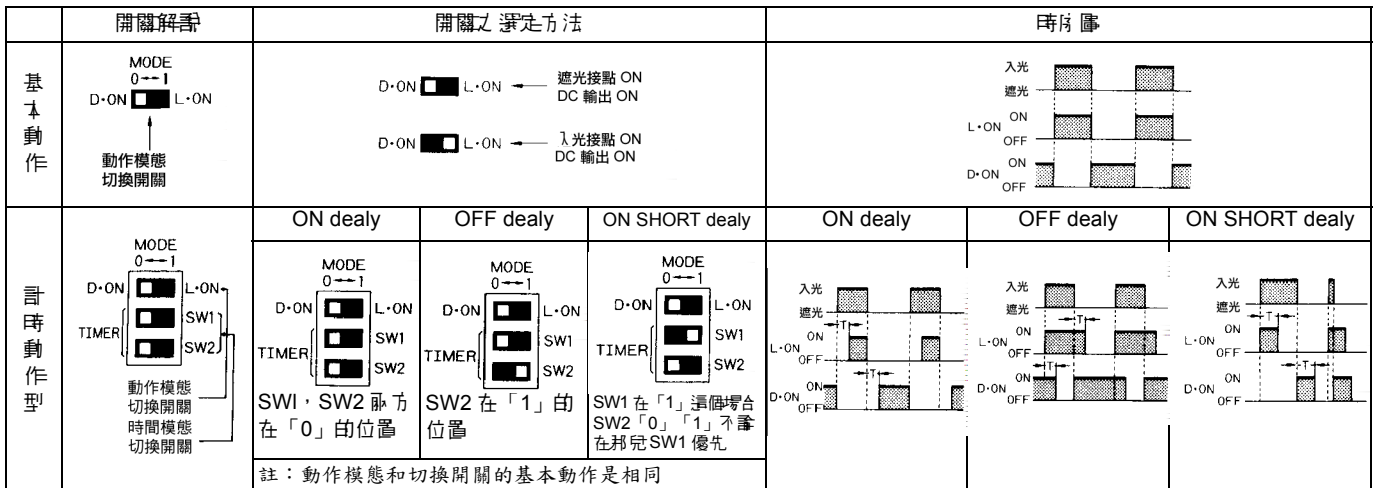 開關解說 開關之選定方法 時序圖
基本動作
MODE
0↔1
D·ON L·ON
動作模態
切換開關
D·ON L·ON ← 遮光接點 ON
DC 輸出 ON
D·ON L·ON ← 入光接點 ON
DC 輸出 ON
入光
遮光
L·ON ON
OFF
D·ON ON
OFF
計時動作型
MODE
0↔1
D·ON L·ON
TIMER SW1
SW2
動作模態
切換開關
時間模態
切換開關
ON dealy OFF dealy ON SHORT dealy ON dealy OFF dealy ON SHORT dealy
MODE
0↔1
D·ON L·ON
TIMER SW1
SW2
SWI，SW2 兩方
在「0」的位置
MODE
0↔1
D·ON L·ON
TIMER SW1
SW2
SW2 在「1」的
位置
MODE
0↔1
D·ON L·ON
TIMER SW1
SW2
SW1 在「1」這個場合
SW2「0」「1」不論
在那兒 SW1 優先
註：動作模態和切換開關的基本動作是相同
入光
遮光
T
L·ON ON
OFF
T
D·ON ON
OFF
入光
遮光
T
L·ON ON
OFF
T
D·ON ON
OFF
入光
遮光
T
L·ON ON
OFF
T
D·ON ON
OFF